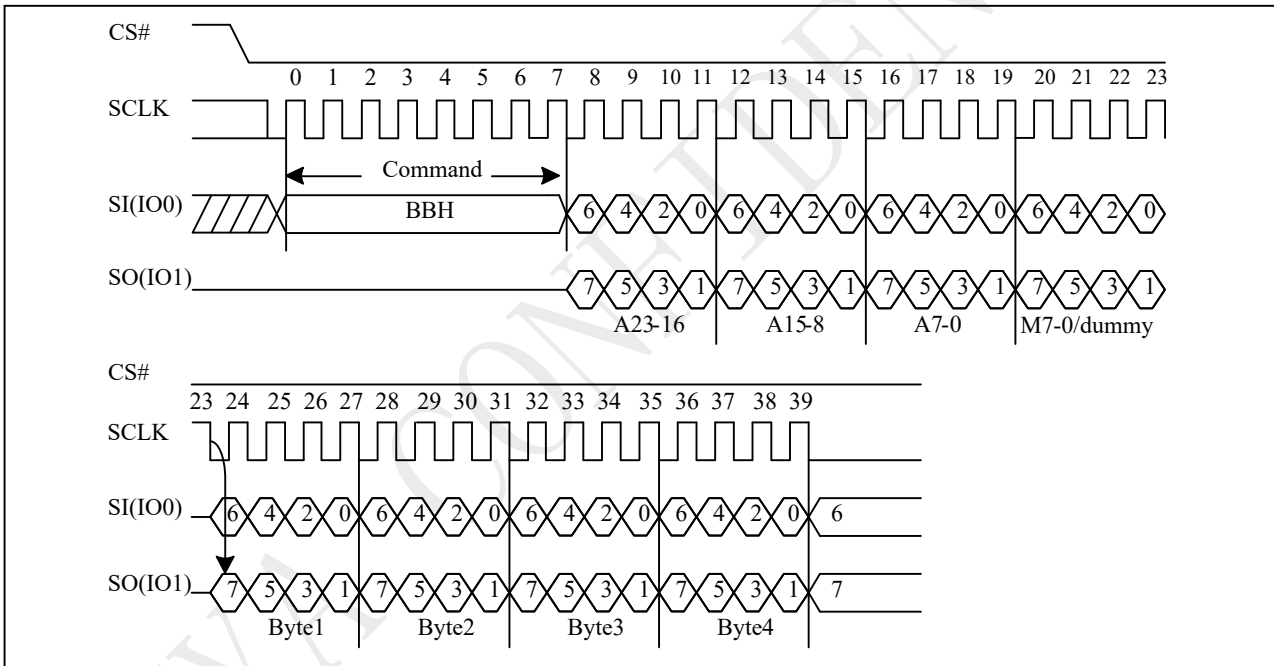 CS#
0 1 2 3 4 5 6 7 8 9 10 11 12 13 14 15 16 17 18 19 20 21 22 23
SCLK
Command
SI(IO0) BBH 6 4 2 0 6 4 2 0 6 4 2 0 6 4 2 0
SO(IO1) 7 5 3 1 7 5 3 1 7 5 3 1 7 5 3 1
A23-16 A15-8 A7-0 M7-0/dummy
CS#
23 24 25 26 27 28 29 30 31 32 33 34 35 36 37 38 39
SCLK
SI(IO0) 6 4 2 0 6 4 2 0 6 4 2 0 6 4 2 0 6
SO(IO1) 7 5 3 1 7 5 3 1 7 5 3 1 7 5 3 1 7
Byte1 Byte2 Byte3 Byte4